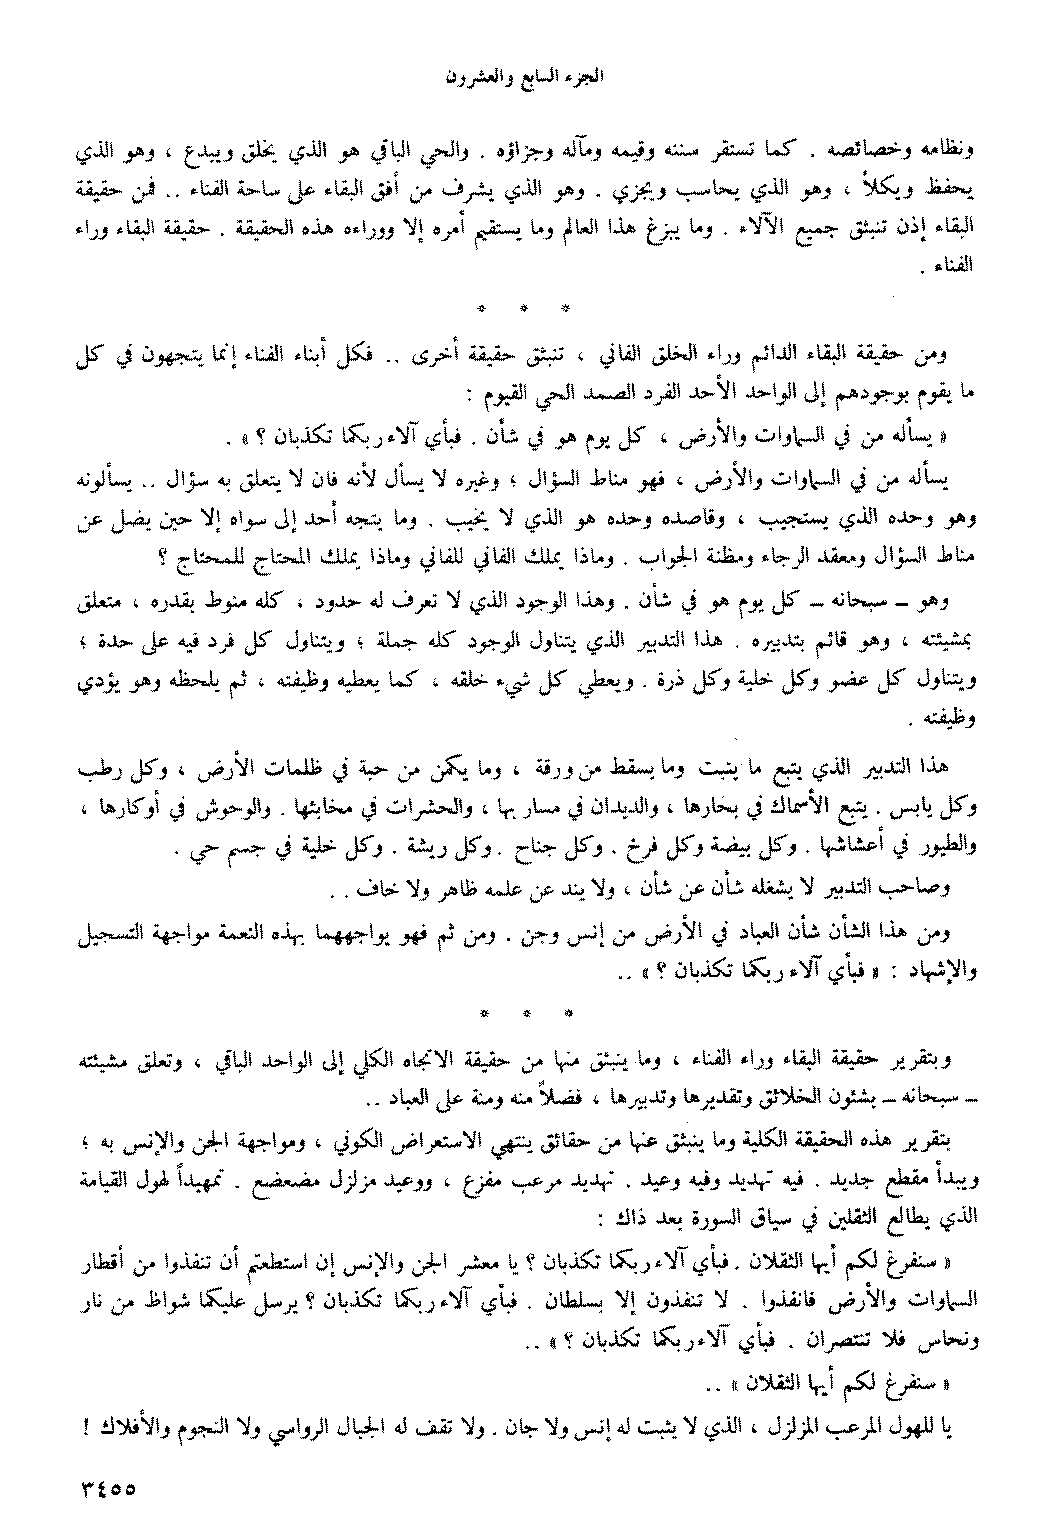 الجزء السابع والعشرون
ونظامه وخصائصه . كما تستقر سننه وقيمه ومآله وجزاؤه . والحي الباقي هو الذي يخلق ويبدع ، وهو الذي
يحفظ ويكلأ ، وهو الذي يحاسب ويجزي . وهو الذي يشرف من أفق البقاء على ساحة الفناء .. فمن حقيقة
البقاء إذن تنبثق جميع الآلاء . وما يبزغ هذا العالم وما يستقيم أمره إلا ووراءه هذه الحقيقة . حقيقة البقاء وراء
الفناء .
* * *
ومن حقيقة البقاء الدائم وراء الخلق الفاني ، تنبثق حقيقة أخرى .. فكل أبناء الفناء إنما يتجهون في كل
ما يقوم بوجودهم إلى الواحد الأحد الفرد الصمد الحي القيوم :
« يسأله من في السماوات والأرض ، كل يوم هو في شأن . فبأي آلاء ربكما تكذبان ؟ » .
يسأله من في السماوات والأرض ، فهو مناط السؤال ؛ وغيره لا يسأل لأنه فان لا يتعلق به سؤال .. يسألونه
وهو وحده الذي يستجيب ، وقاصده وحده هو الذي لا يخيب . وما يتجه أحد إلى سواه إلا حين يضل عن
مناط السؤال ومعقد الرجاء ومظنة الجواب . وماذا يملك الفاني للفاني وماذا يملك المحتاج للمحتاج ؟
وهو – سبحانه – كل يوم هو في شأن . وهذا الوجود الذي لا تعرف له حدود ، كله منوط بقدره ، متعلق
بمشيئته ، وهو قائم بتدبيره . هذا التدبير الذي يتناول الوجود كله جملة ؛ ويتناول كل فرد فيه على حدة ؛
ويتناول كل عضو وكل خلية وكل ذرة . ويعطي كل شيء خلقه ، كما يعطيه وظيفته ، ثم يلحظه وهو يؤدي
وظيفته .
هذا التدبير الذي يتبع ما ينبت وما يسقط من ورقة ، وما يكمن من حبة في ظلمات الأرض ، وكل رطب
وكل يابس . يتبع الأسماك في بحارها ، والديدان في مساربها ، والحشرات في مخابئها . والوحوش في أوكارها ،
والطيور في أعشاشها . وكل بيضة وكل فرخ . وكل جناح . وكل ريشة . وكل خلية في جسم حي .
وصاحب التدبير لا يشغله شأن عن شأن ، ولا يند عن علمه ظاهر ولا خاف . .
ومن هذا الشأن شأن العباد في الأرض من إنس وجن . ومن ثم فهو يواجههما بهذه النعمة مواجهة التسجيل
والإشهاد : « فبأي آلاء ربكما تكذبان ؟ » ..
* * *
وبتقرير حقيقة البقاء وراء الفناء ، وما ينبثق منها من حقيقة الاتجاه الكلي إلى الواحد الباقي ، وتعلق مشيئته
– سبحانه – بشئون الخلائق وتقديرها وتدبيرها ، فضلاً منه ومنة على العباد ..
بتقرير هذه الحقيقة الكلية وما ينبثق عنها من حقائق ينتهي الاستعراض الكوني ، ومواجهة الجن والإنس به ؛
ويبدأ مقطع جديد . فيه تهديد وفيه وعيد . تهديد مرعب مفزع ، ووعيد مزلزل مضعضع . تمهيداً لهول القيامة
الذي يطالع الثقلين في سياق السورة بعد ذاك :
« سنفرغ لكم أيها الثقلان . فبأي آلاء ربكما تكذبان ؟ يا معشر الجن والإنس إن استطعتم أن تنفذوا من أقطار
السماوات والأرض فانفذوا . لا تنفذون إلا بسلطان . فبأي آلاء ربكما تكذبان ؟ يرسل عليكما شواظ من نار
ونحاس فلا تنتصران . فبأي آلاء ربكما تكذبان ؟ » ..
« سنفرغ لكم أيها الثقلان » ..
يا للهول المرعب المزلزل ، الذي لا يثبت له إنس ولا جان . ولا تقف له الجبال الرواسي ولا النجوم والأفلاك !
٣٤٥٥